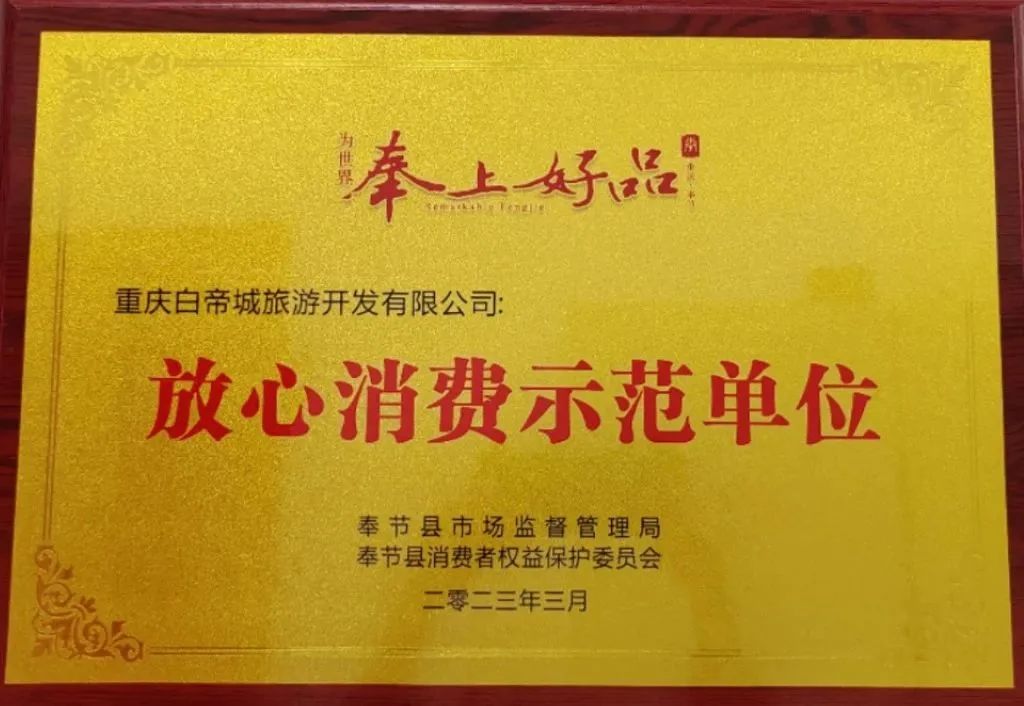 为世界
奉上好品
重庆白帝城旅游开发有限公司:
放心消费示范单位
奉节县市场监督管理局
奉节县消费者权益保护委员会
二零二三年三月